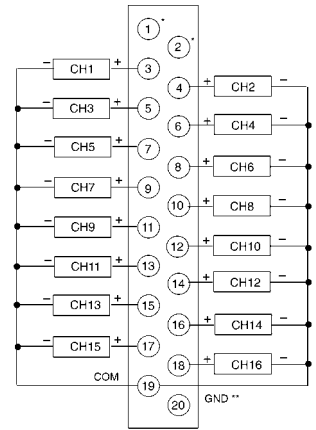 1 *
2 *
− CH1 + 3
4 + CH2 −
− CH3 + 5
6 + CH4 −
− CH5 + 7
8 + CH6 −
− CH7 + 9
10 + CH8 −
− CH9 + 11
12 + CH10 −
− CH11 + 13
14 + CH12 −
− CH13 + 15
16 + CH14 −
− CH15 + 17
18 + CH16 −
COM 19
20 GND **